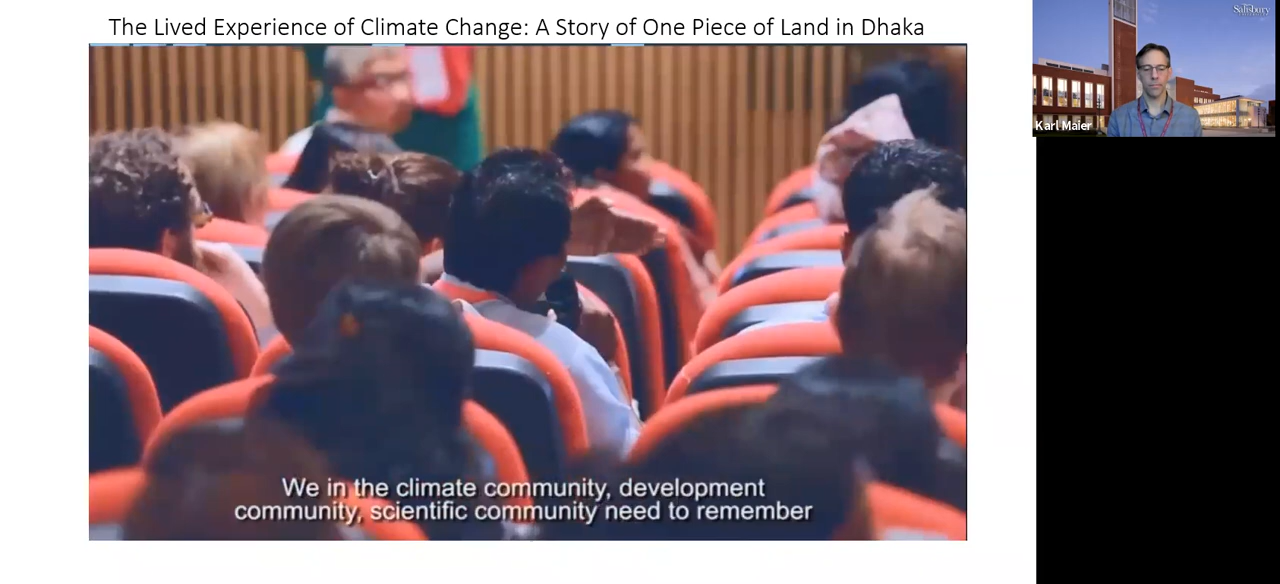 The Lived Experience of Climate Change: A Story of One Piece of Land in Dhaka
Salisbury
Karl Maier
We in the climate community, development
community, scientific community need to remember